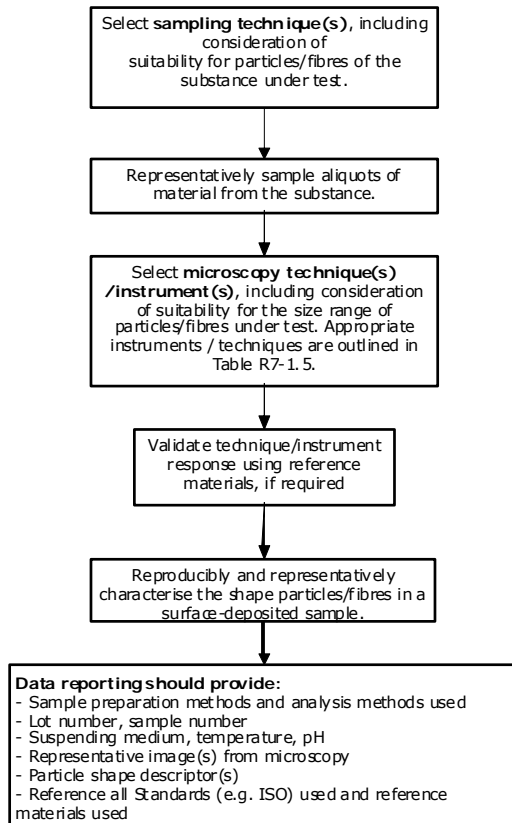 Select sampling technique(s), including
consideration of
suitability for particles/fibres of the
substance under test.
Representatively sample aliquots of
material from the substance.
Select microscopy technique(s)
/instrument(s), including consideration
of suitability for the size range of
particles/fibres under test. Appropriate
instruments / techniques are outlined in
Table R7-1.5.
Validate technique/instrument
response using reference
materials, if required
Reproducibly and representatively
characterise the shape particles/fibres in a
surface-deposited sample.
Data reporting should provide:
- Sample preparation methods and analysis methods used
- Lot number, sample number
- Suspending medium, temperature, pH
- Representative image(s) from microscopy
- Particle shape descriptor(s)
- Reference all Standards (e.g. ISO) used and reference
materials used